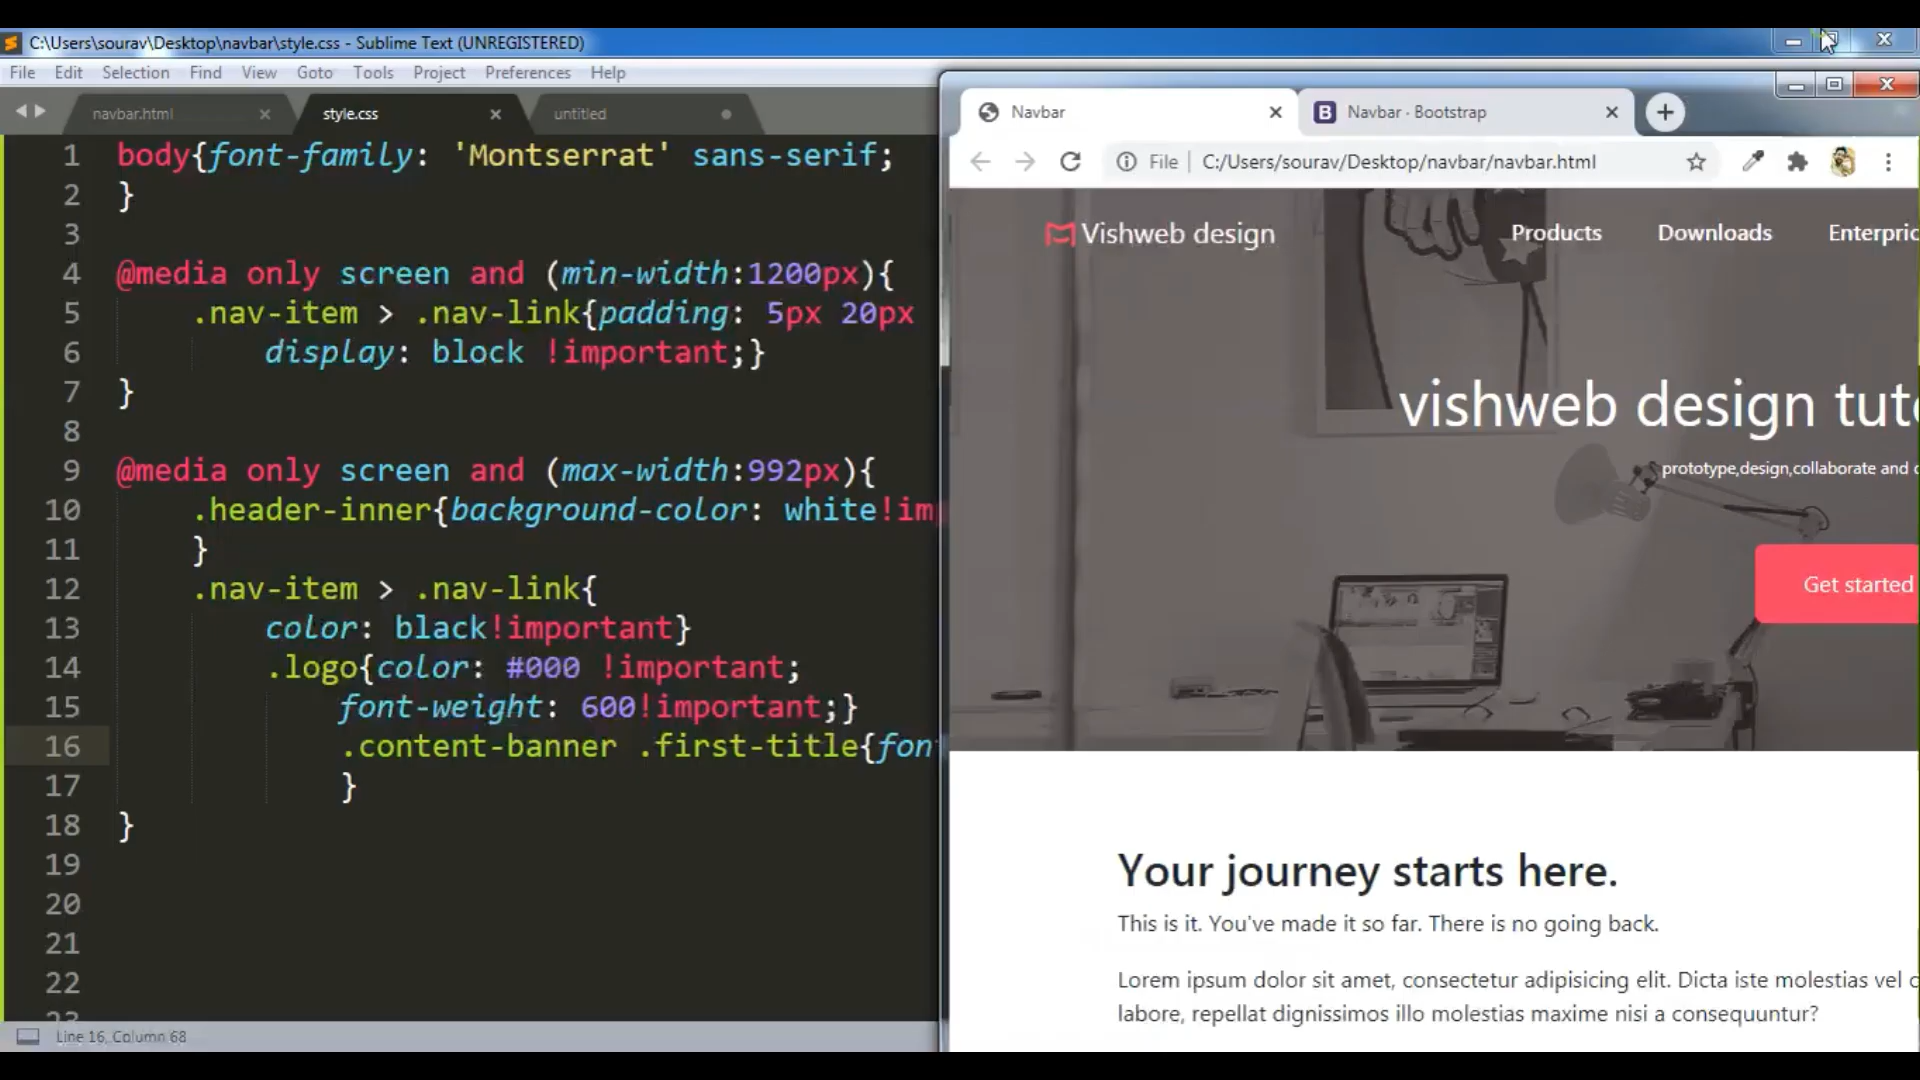 C:\Users\sourav\Desktop\navbar\style.css - Sublime Text (UNREGISTERED)
File Edit Selection Find View Goto Tools Project Preferences Help
navbar.html style.css untitled
1 body{font-family: 'Montserrat' sans-serif;
2 }
3
4 @media only screen and (min-width:1200px){
5 .nav-item > .nav-link{padding: 5px 20px
6 display: block !important;}
7 }
8
9 @media only screen and (max-width:992px){
10 .header-inner{background-color: white!im
11 }
12 .nav-item > .nav-link{
13 color: black!important}
14 .logo{color: #000 !important;
15 font-weight: 600!important;}
16 .content-banner .first-title{fon
17 }
18 }
19
20
21
22
23
Line 16, Column 68
Navbar
Navbar · Bootstrap
File C:/Users/sourav/Desktop/navbar/navbar.html
Vishweb design Products Downloads Enterpri
vishweb design tut
prototype,design,collaborate and
Get started
Your journey starts here.
This is it. You've made it so far. There is no going back.
Lorem ipsum dolor sit amet, consectetur adipisicing elit. Dicta iste molestias vel
labore, repellat dignissimos illo molestias maxime nisi a consequuntur?